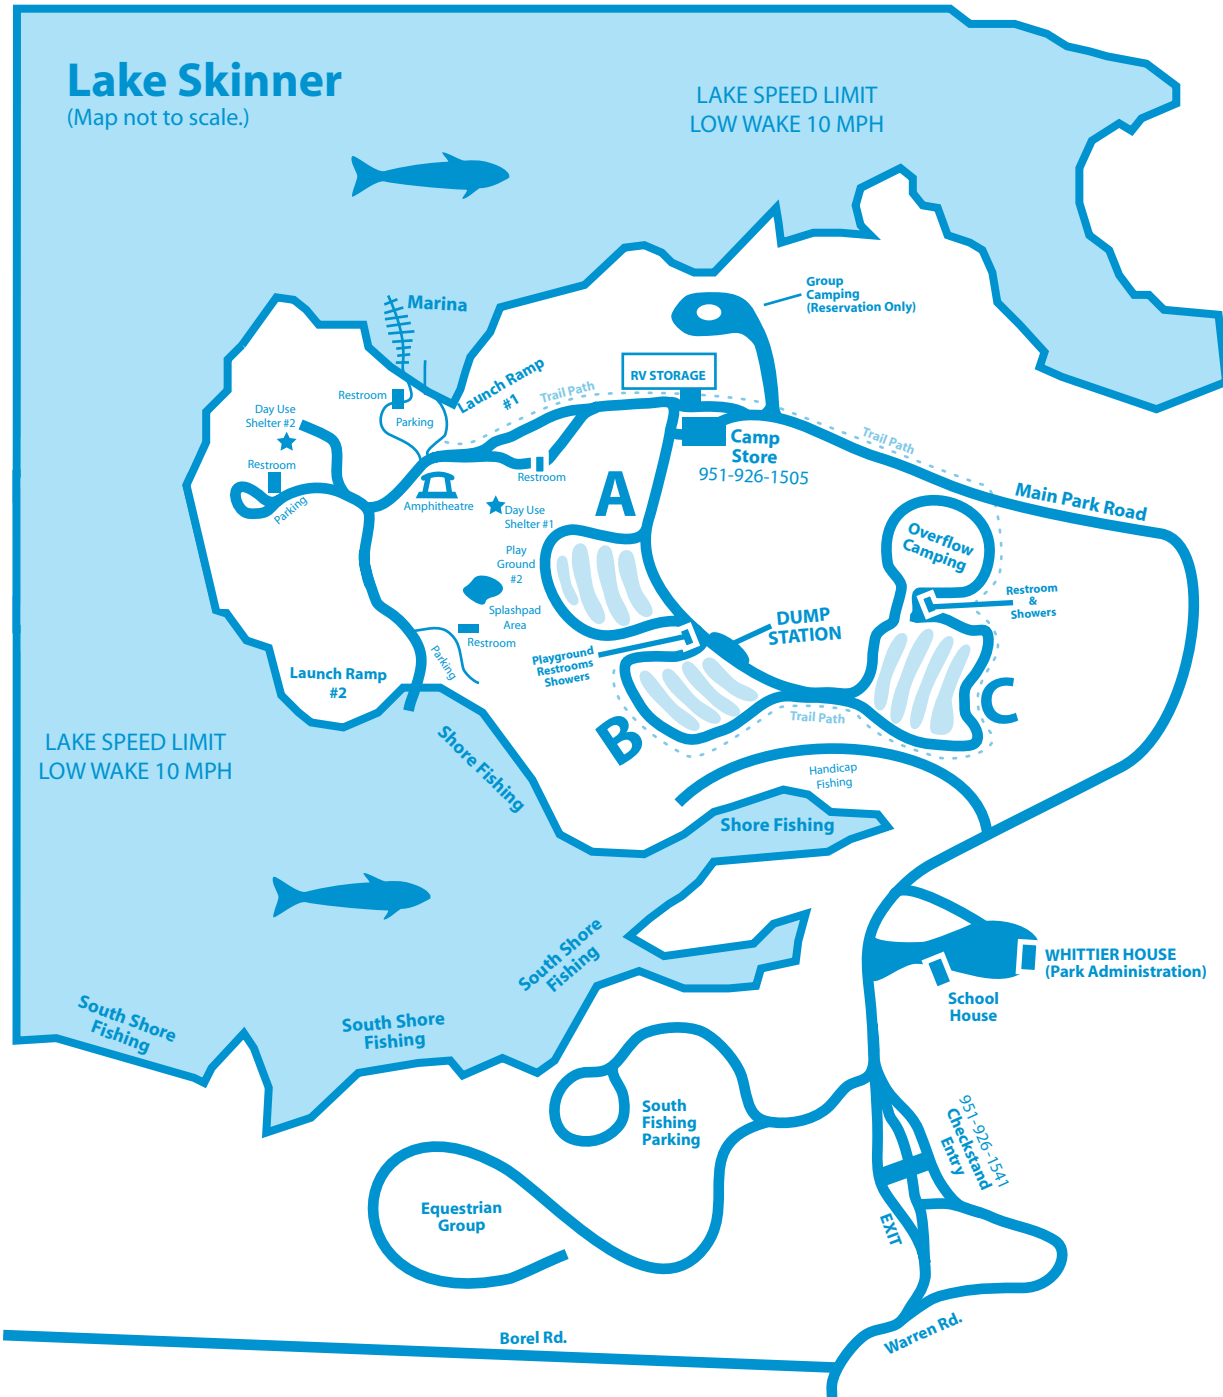 Lake Skinner
(Map not to scale.)
LAKE SPEED LIMIT
LOW WAKE 10 MPH
Group
Camping
(Reservation Only)
Marina
Launch Ramp
#1
Trail Path
RV STORAGE
Restroom
Parking
Day Use
Shelter #2
Restroom
Parking
Camp
Store
951-926-1505
Trail Path
Main Park Road
A
Restroom
Amphitheatre
Day Use
Shelter #1
Play
Ground
#2
Splashpad
Area
Restroom
Parking
Overflow
Camping
Restroom
&
Showers
DUMP
STATION
Playground
Restrooms
Showers
Launch Ramp
#2
B
C
Trail Path
LAKE SPEED LIMIT
LOW WAKE 10 MPH
Shore Fishing
Handicap
Fishing
Shore Fishing
South Shore
Fishing
WHITTIER HOUSE
(Park Administration)
School
House
South Shore
Fishing
South Shore
Fishing
South
Fishing
Parking
951-926-1541
Checkstand
Entry
Equestrian
Group
EXIT
Warren Rd.
Borel Rd.